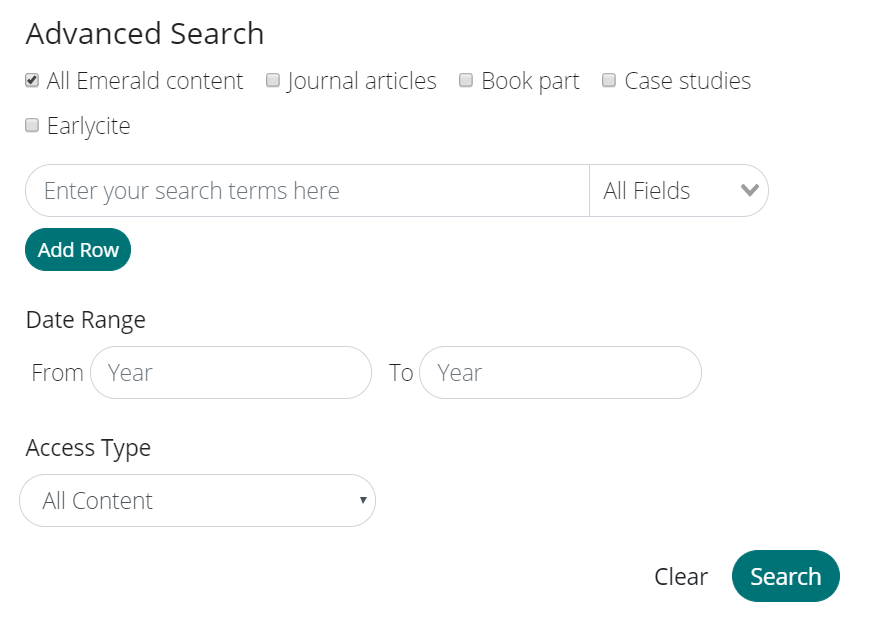 Advanced Search
All Emerald content Journal articles Book part Case studies
Earlycite
Enter your search terms here All Fields
Add Row
Date Range
From Year To Year
Access Type
All Content
Clear Search